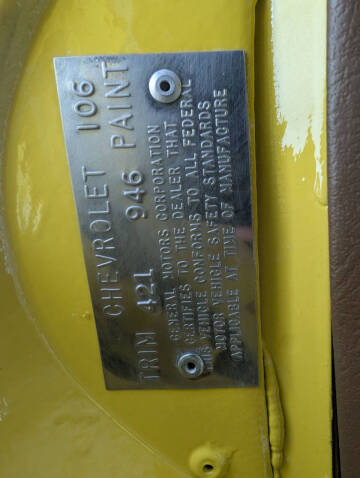 CHEVROLET 106
TRIM 421 946 PAINT
GENERAL MOTORS CORPORATION
CERTIFIES TO THE DEALER THAT
THIS VEHICLE CONFORMS TO ALL FEDERAL
MOTOR VEHICLE SAFETY STANDARDS
APPLICABLE AT TIME OF MANUFACTURE